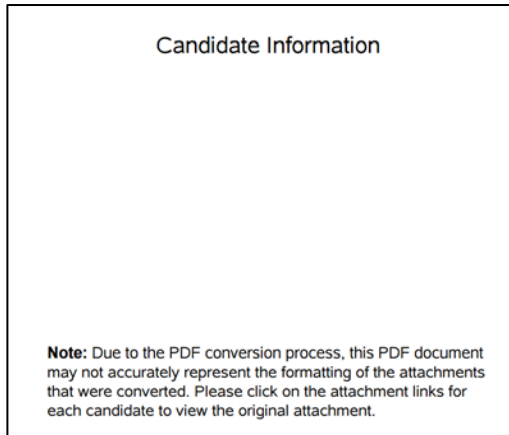 Candidate Information
Note: Due to the PDF conversion process, this PDF document
may not accurately represent the formatting of the attachments
that were converted. Please click on the attachment links for
each candidate to view the original attachment.